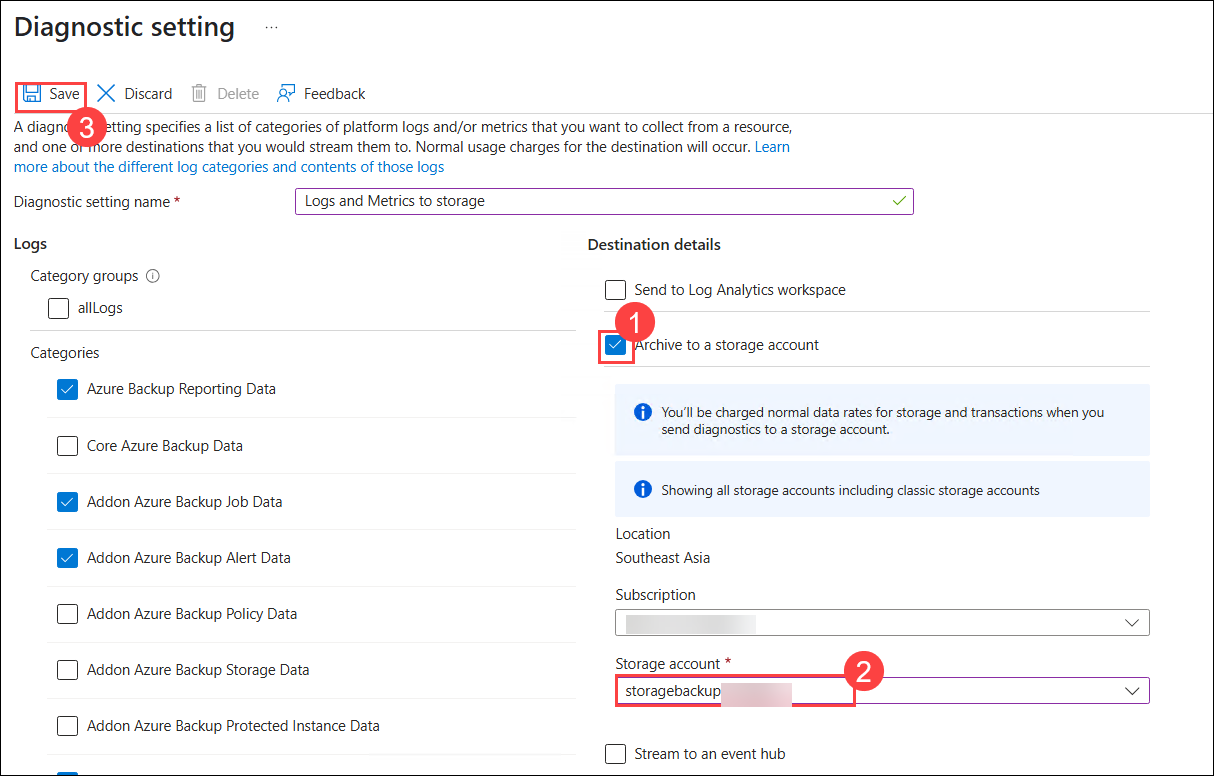 Diagnostic setting ...
Save Discard Delete Feedback
3
A diagnostic setting specifies a list of categories of platform logs and/or metrics that you want to collect from a resource,
and one or more destinations that you would stream them to. Normal usage charges for the destination will occur. Learn
more about the different log categories and contents of those logs
Diagnostic setting name *
Logs and Metrics to storage
Logs
Category groups
allLogs
Categories
Azure Backup Reporting Data
Core Azure Backup Data
Addon Azure Backup Job Data
Addon Azure Backup Alert Data
Addon Azure Backup Policy Data
Addon Azure Backup Storage Data
Addon Azure Backup Protected Instance Data
Destination details
Send to Log Analytics workspace
1
Archive to a storage account
You'll be charged normal data rates for storage and transactions when you
send diagnostics to a storage account.
Showing all storage accounts including classic storage accounts
Location
Southeast Asia
Subscription
Storage account *
2
storagebackup
Stream to an event hub